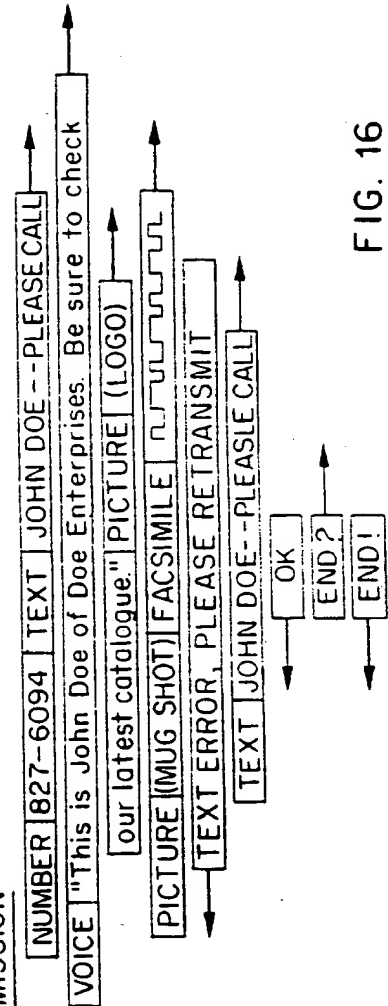 MISSION
NUMBER 827-6094 TEXT JOHN DOE--PLEASE CALL
VOICE "This is John Doe of Doe Enterprises. Be sure to check
our latest catalogue." PICTURE (LOGO)
PICTURE (MUG SHOT) FACSIMILE
TEXT ERROR, PLEASE RETRANSMIT
TEXT JOHN DOE--PLEASLE CALL
OK
END?
END!
FIG. 16